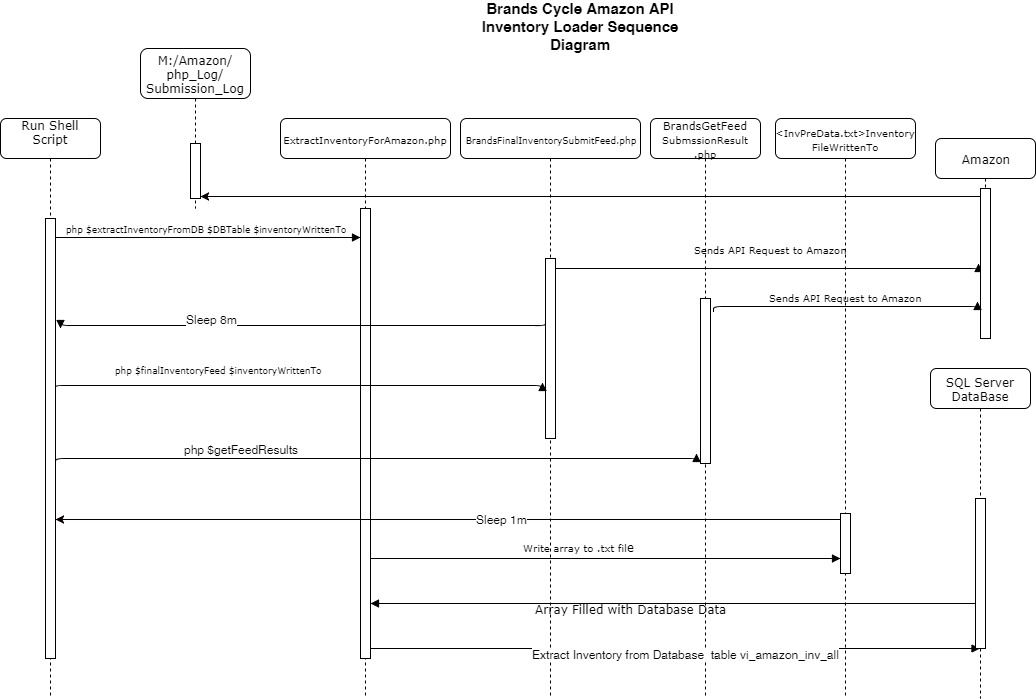 Brands Cycle Amazon API
Inventory Loader Sequence
Diagram
M:/Amazon/
php_Log/
Submission_Log
Run Shell
Script
ExtractInventoryForAmazon.php
BrandsFinalInventorySubmitFeed.php
BrandsGetFeed
SubmssionResult
.php
<InvPreData.txt>Inventory
FileWrittenTo
Amazon
php $extractInventoryFromDB $DBTable $inventoryWrittenTo
Sends API Request to Amazon
Sends API Request to Amazon
Sleep 8m
php $finalInventoryFeed $inventoryWrittenTo
SQL Server
DataBase
php $getFeedResults
Sleep 1m
Write array to .txt file
Array Filled with Database Data
Extract Inventory from Database table vi_amazon_inv_all